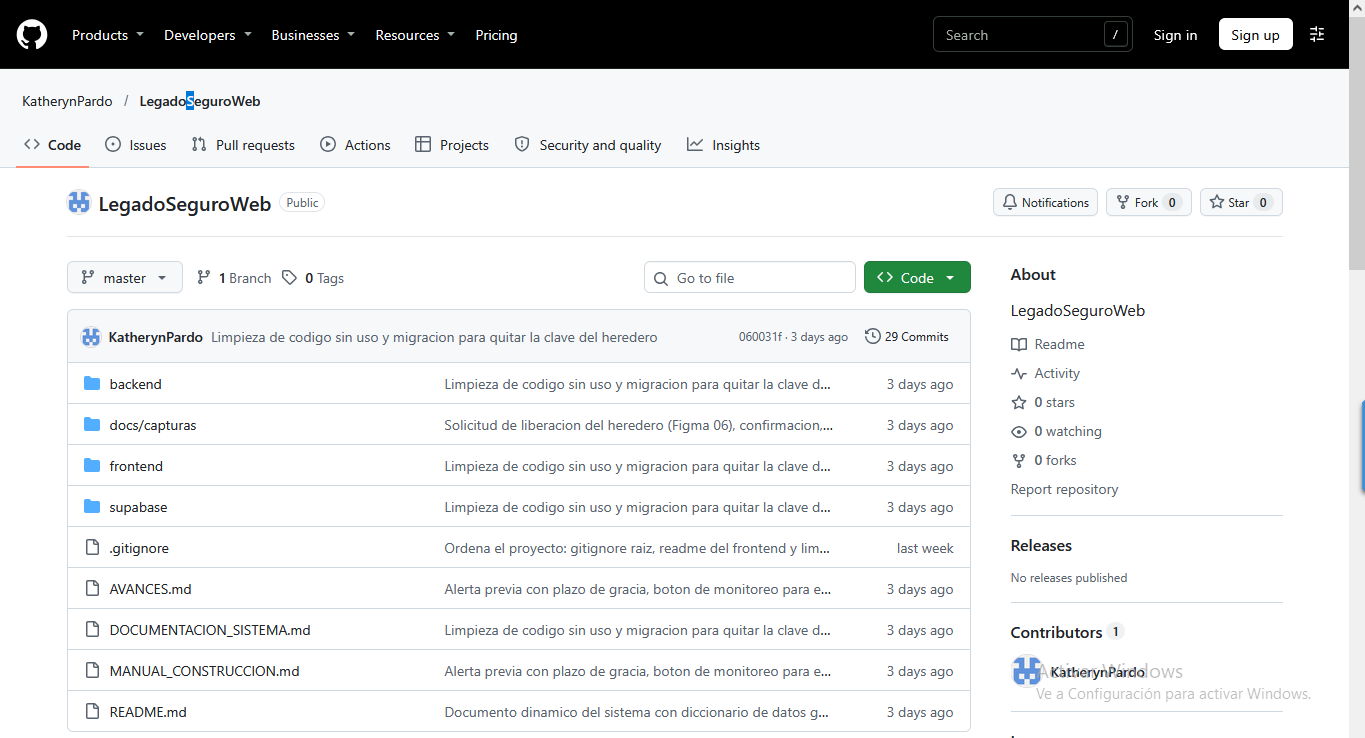 Products Developers Businesses Resources Pricing Search / Sign in Sign up
KatherynPardo / LegadoSeguroWeb
Code Issues Pull requests Actions Projects Security and quality Insights
LegadoSeguroWeb Public Notifications Fork 0 Star 0
master 1 Branch 0 Tags Go to file Code
KatherynPardo Limpieza de codigo sin uso y migracion para quitar la clave del heredero 060031f · 3 days ago 29 Commits
backend Limpieza de codigo sin uso y migracion para quitar la clave d... 3 days ago
docs/capturas Solicitud de liberacion del heredero (Figma 06), confirmacion,... 3 days ago
frontend Limpieza de codigo sin uso y migracion para quitar la clave d... 3 days ago
supabase Limpieza de codigo sin uso y migracion para quitar la clave d... 3 days ago
.gitignore Ordena el proyecto: gitignore raiz, readme del frontend y lim... last week
AVANCES.md Alerta previa con plazo de gracia, boton de monitoreo para e... 3 days ago
DOCUMENTACION_SISTEMA.md Limpieza de codigo sin uso y migracion para quitar la clave d... 3 days ago
MANUAL_CONSTRUCCION.md Alerta previa con plazo de gracia, boton de monitoreo para e... 3 days ago
README.md Documento dinamico del sistema con diccionario de datos g... 3 days ago
About
LegadoSeguroWeb
Readme
Activity
0 stars
0 watching
0 forks
Report repository
Releases
No releases published
Contributors 1
KatherynPardo
Activar Windows
Ve a Configuración para activar Windows.